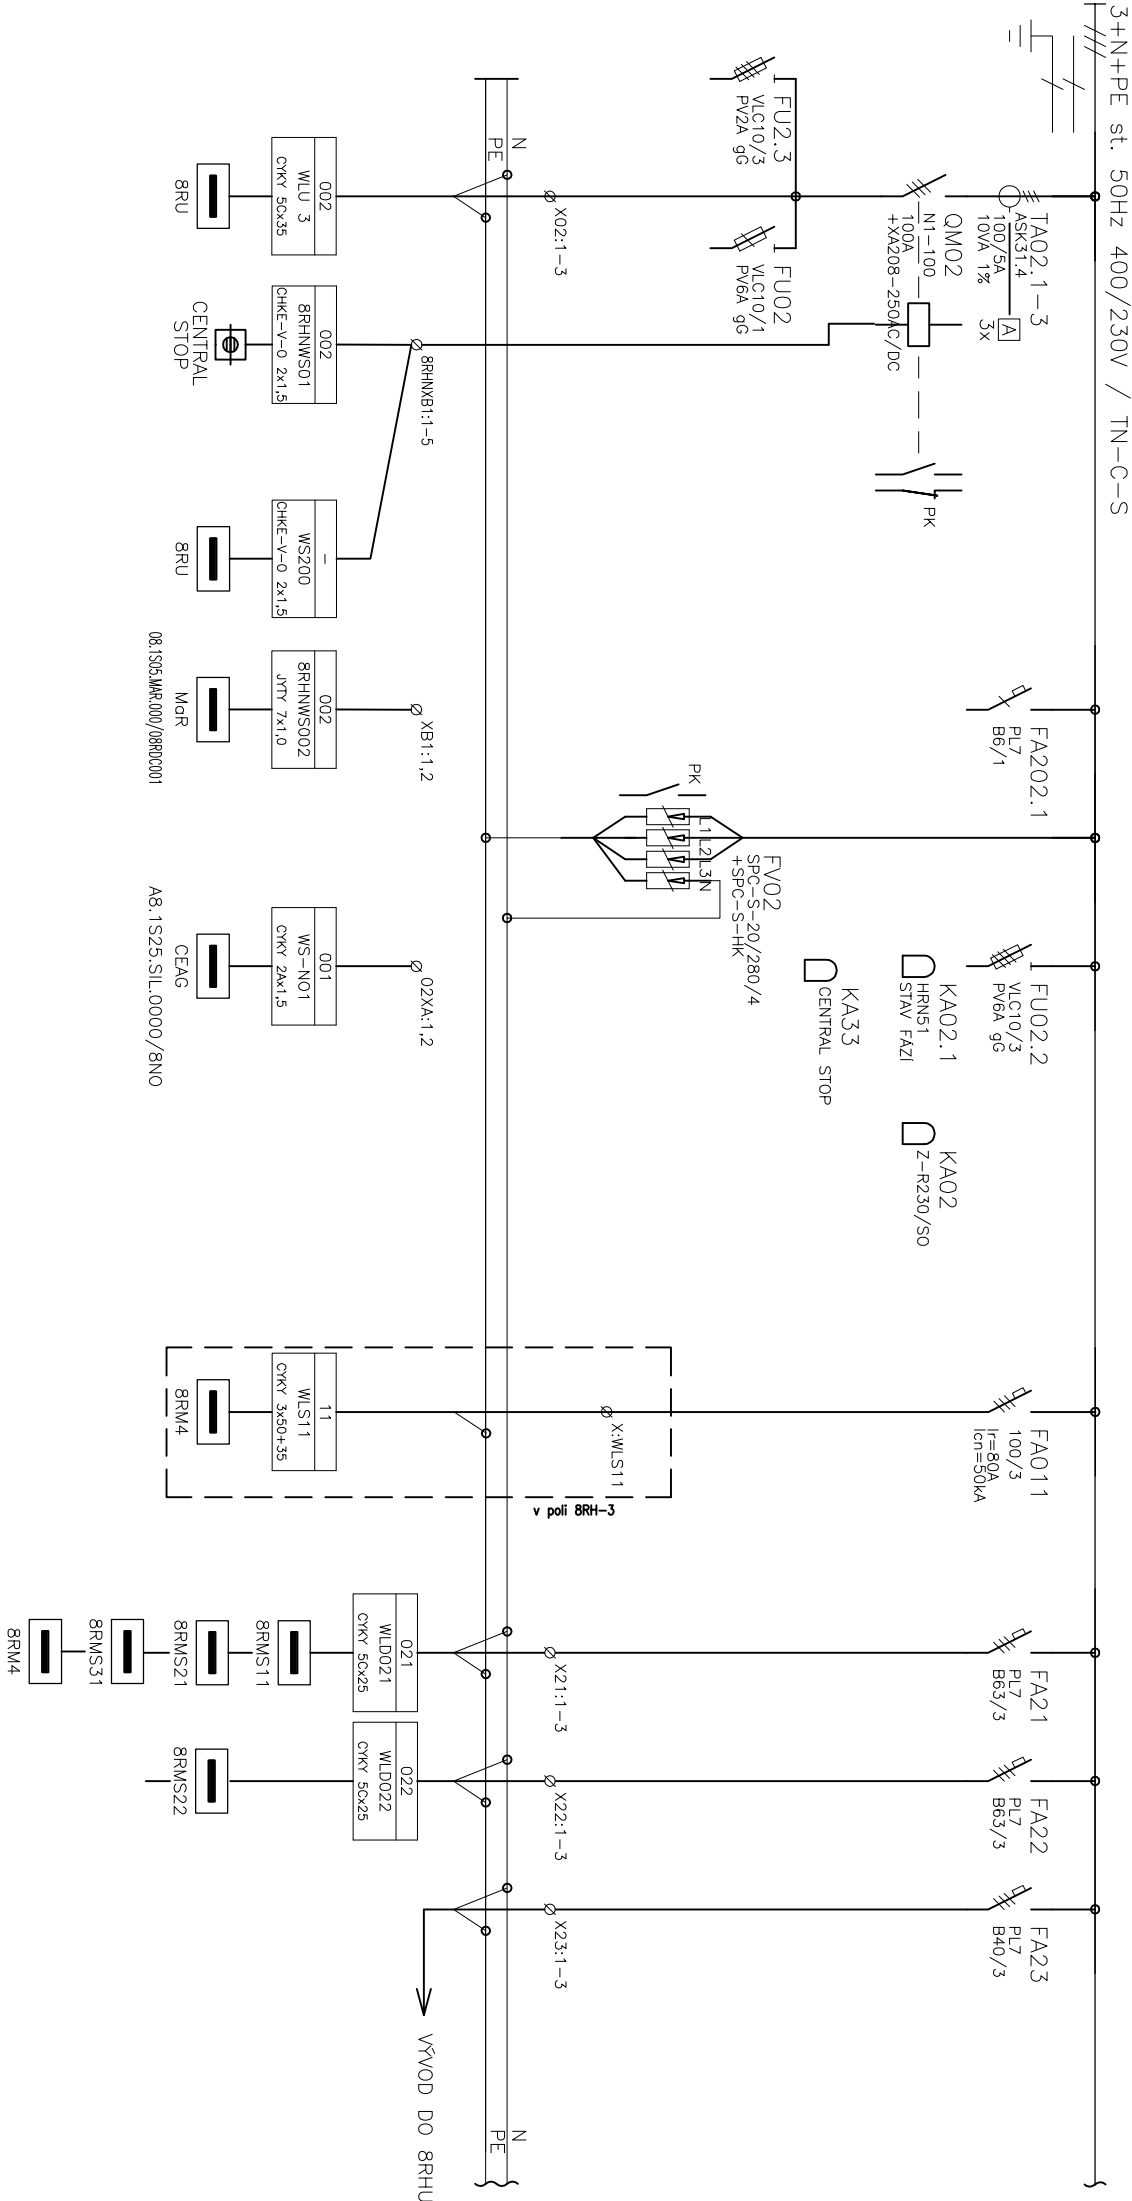 3+N+PE st. 50Hz 400/230V / TN-C-S
TA02.1-3
ASK31.4
100/5A
10VA 1%
A
3x
QM02
N1-100
100A
+XA208-250AC/DC
PK
FU2.3
VLC10/3
PV2A gG
FU02
VLC10/1
PV6A gG
FA202.1
PL7
B6/1
FV02
SPC-S-20/280/4
+SPC-S-HK
L1 L2 L3 N
PK
FU02.2
VLC10/3
PV6A gG
KA02.1
HRN51
STAV FÁZÍ
KA33
CENTRAL STOP
KA02
Z-R230/SO
FA011
100/3
Ir=80A
Icn=50kA
FA21
PL7
B63/3
FA22
PL7
B63/3
FA23
PL7
B40/3
N
PE
N
PE
X02:1-3
8RHNXB1:1-5
XB1:1,2
02XA:1,2
X:WLS11
X21:1-3
X22:1-3
X23:1-3
002
WLU 3
CYKY 5Cx35
8RU
002
8RHNWS01
CHKE-V-O 2x1,5
CENTRAL
STOP
-
WS200
CHKE-V-O 2x1,5
8RU
002
8RHNWS002
JYTY 7x1,0
MaR
08.1S05.MAR.000/08RDC001
001
WS-NO1
CYKY 2Ax1,5
CEAG
A8.1S25.SIL.0000/8NO
11
WLS11
CYKY 3x50+35
8RM4
v poli 8RH-3
021
WLD021
CYKY 5Cx25
8RMS11
8RMS21
8RMS31
8RM4
022
WLD022
CYKY 5Cx25
8RMS22
VÝVOD DO 8RHU